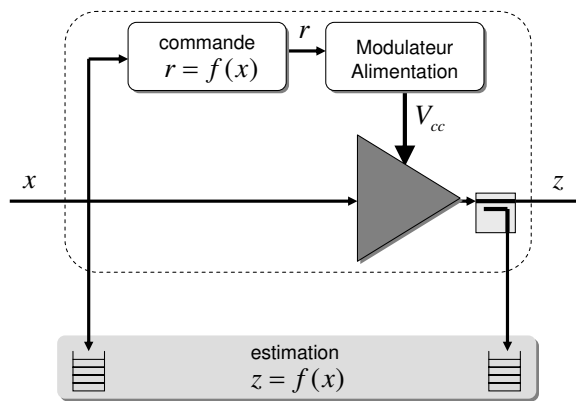 commande
r = f(x)
r
Modulateur
Alimentation
V_cc
x
z
estimation
z = f(x)